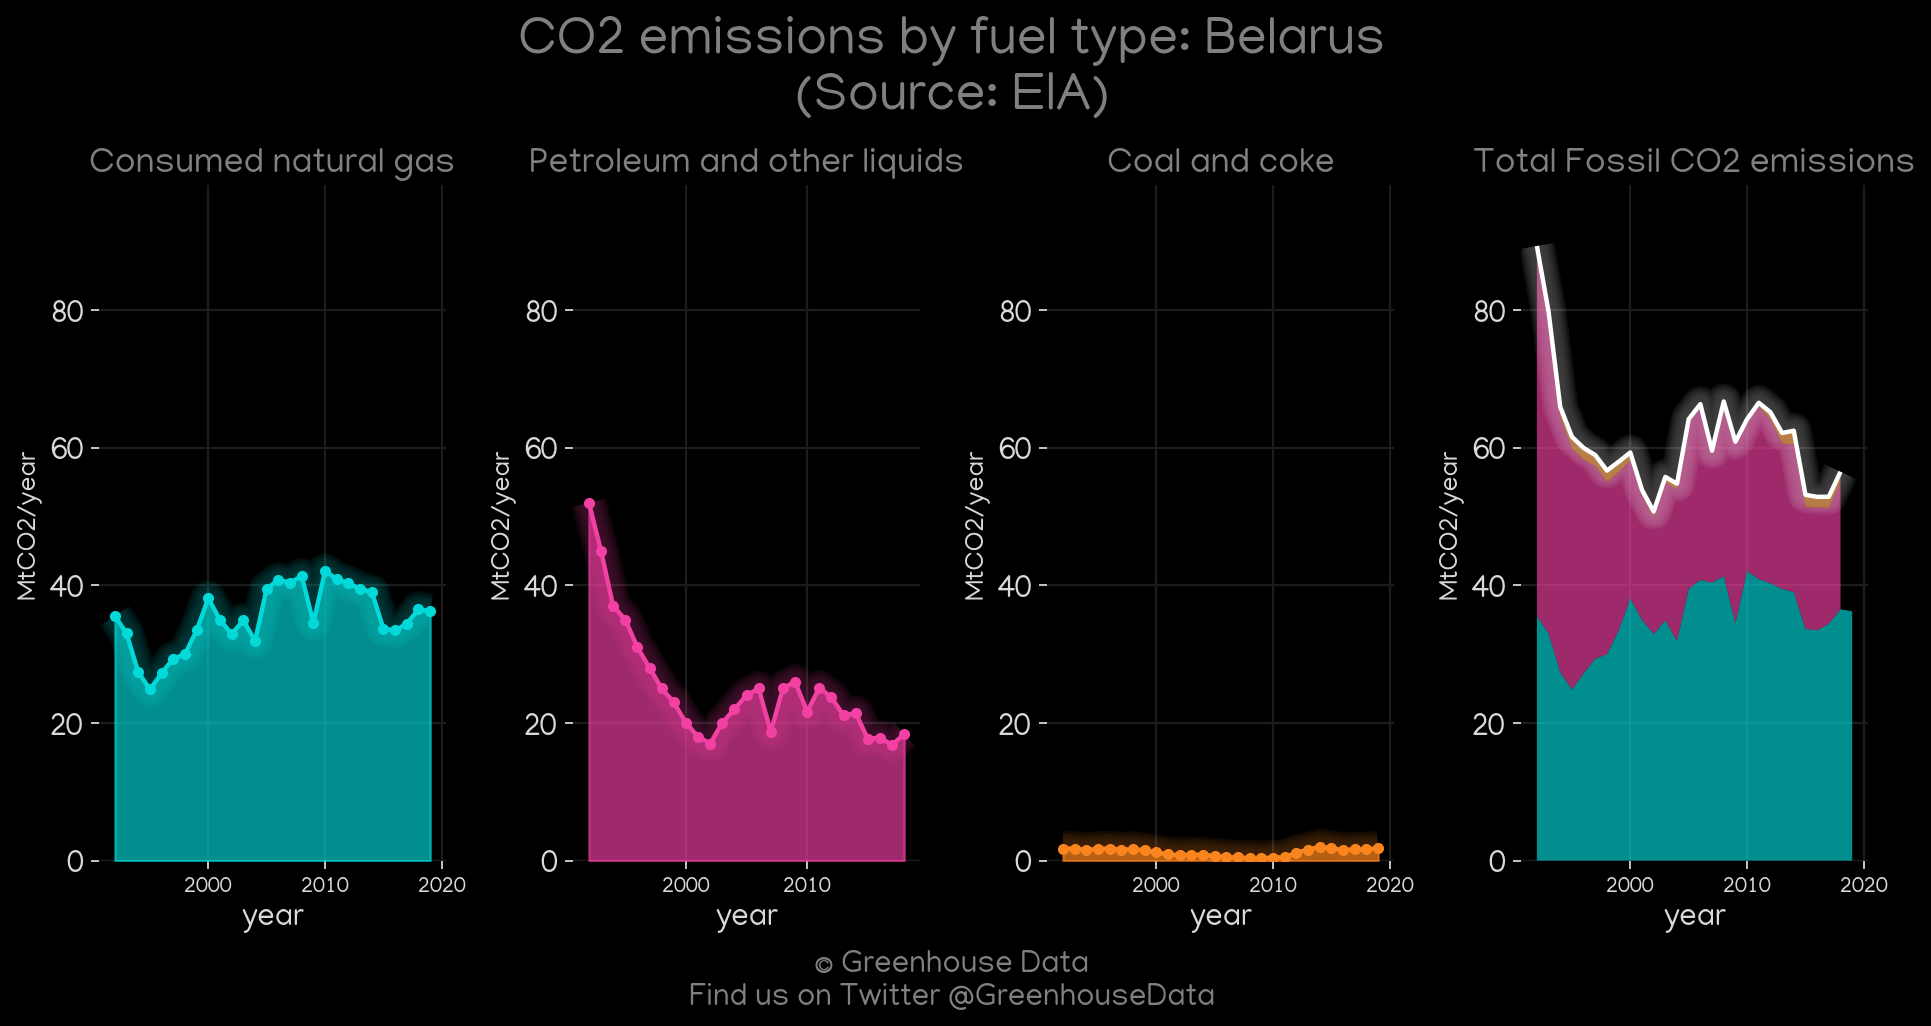 CO2 emissions by fuel type: Belarus
(Source: EIA)
Consumed natural gas
MtCO2/year
80
60
40
20
0
2000 2010 2020
year
Petroleum and other liquids
MtCO2/year
80
60
40
20
0
2000 2010
year
Coal and coke
MtCO2/year
80
60
40
20
0
2000 2010 2020
year
Total Fossil CO2 emissions
MtCO2/year
80
60
40
20
0
2000 2010 2020
year
© Greenhouse Data
Find us on Twitter @GreenhouseData